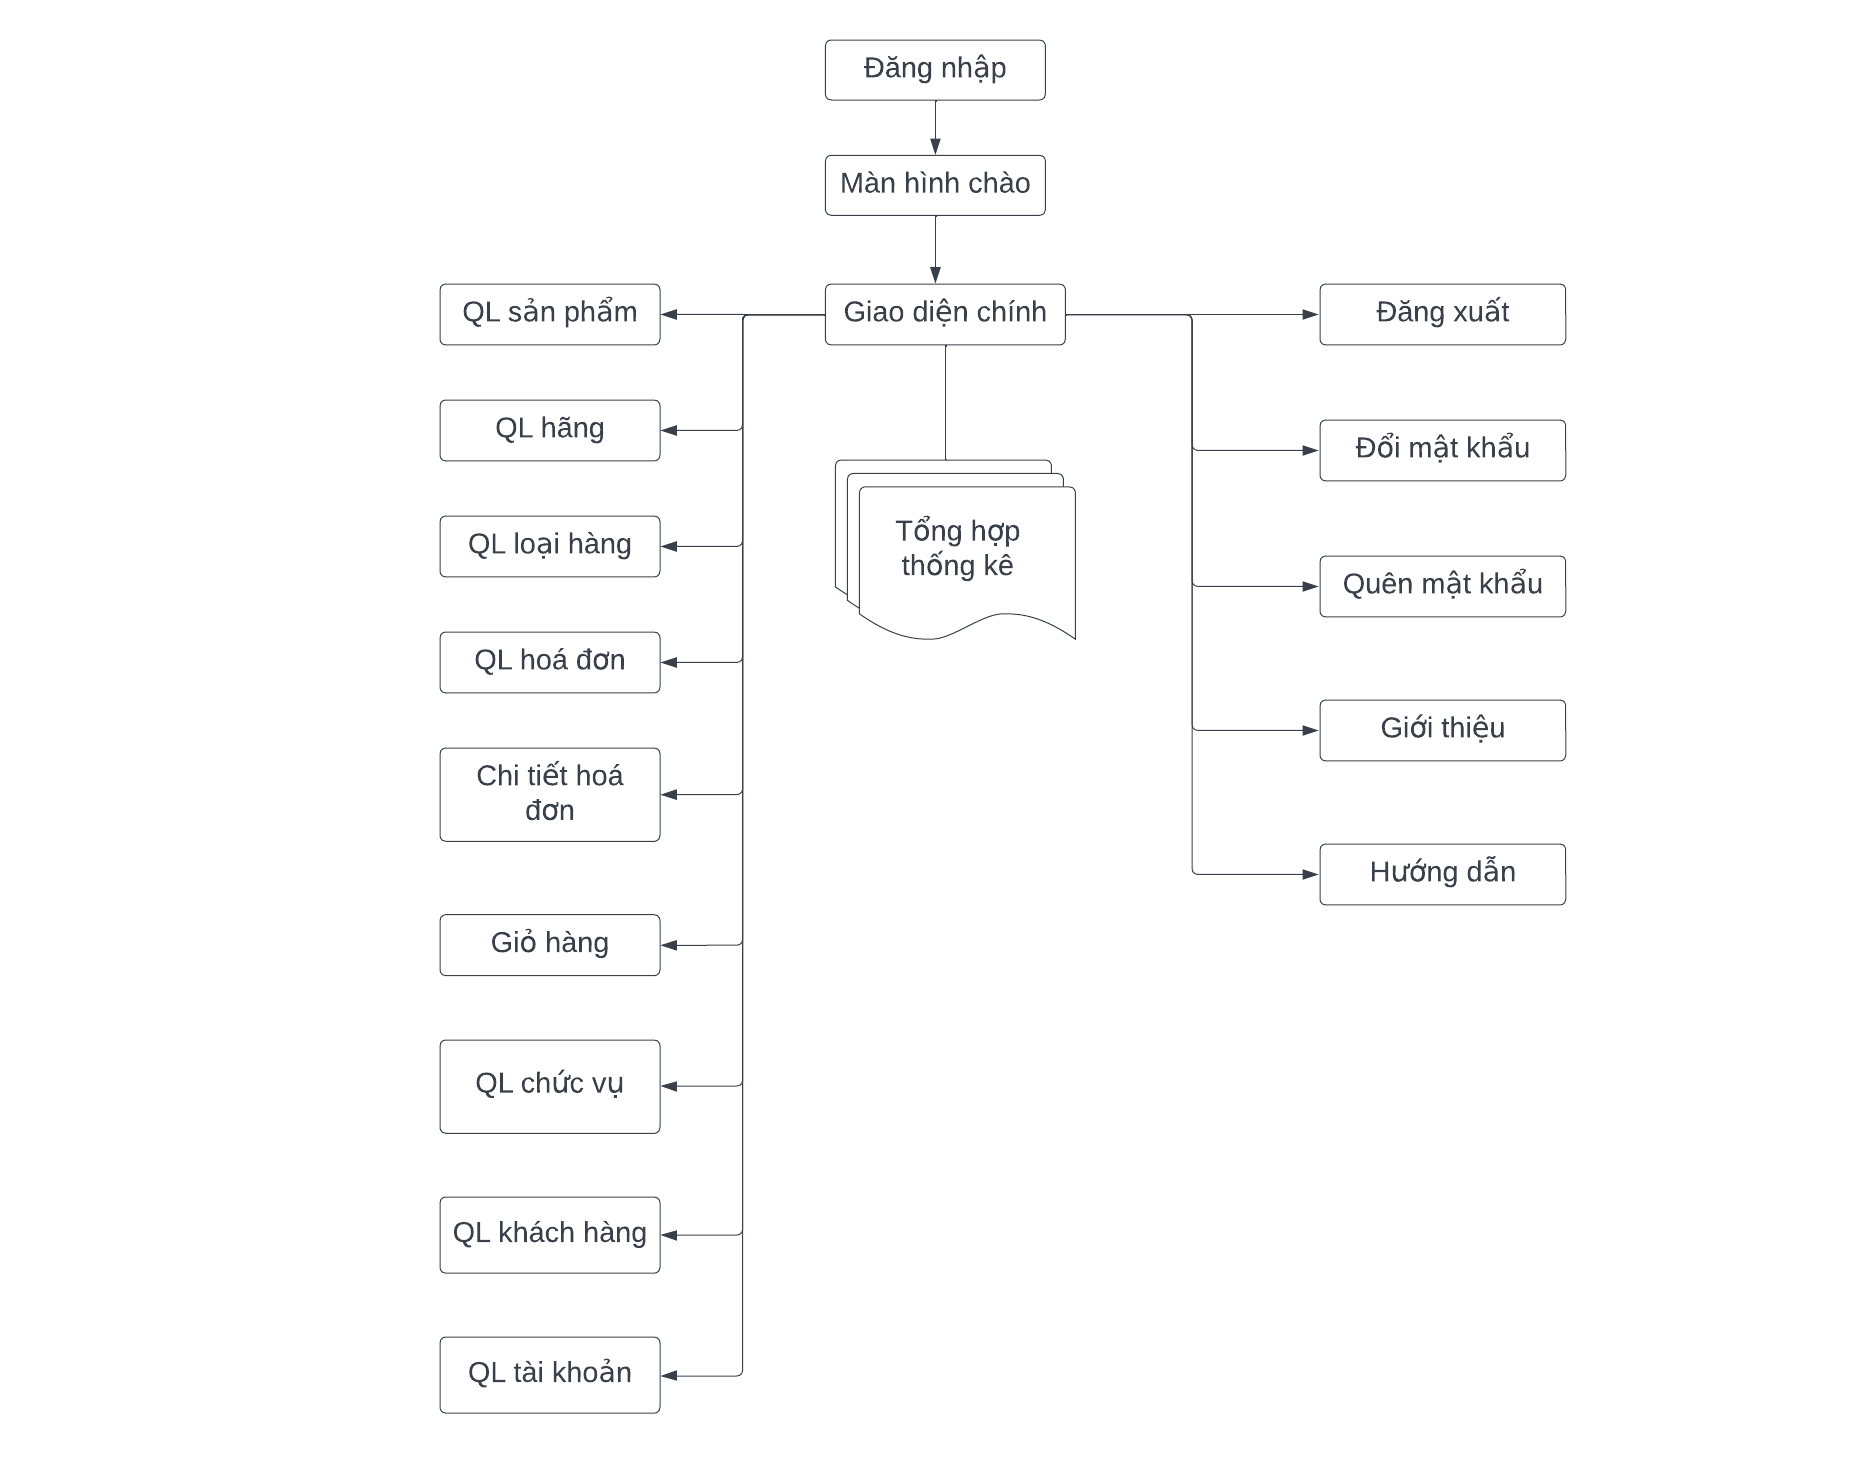 Đăng nhập
Màn hình chào
Giao diện chính
QL sản phẩm
QL hãng
QL loại hàng
QL hoá đơn
Chi tiết hoá
đơn
Giỏ hàng
QL chức vụ
QL khách hàng
QL tài khoản
Tổng hợp
thống kê
Đăng xuất
Đổi mật khẩu
Quên mật khẩu
Giới thiệu
Hướng dẫn